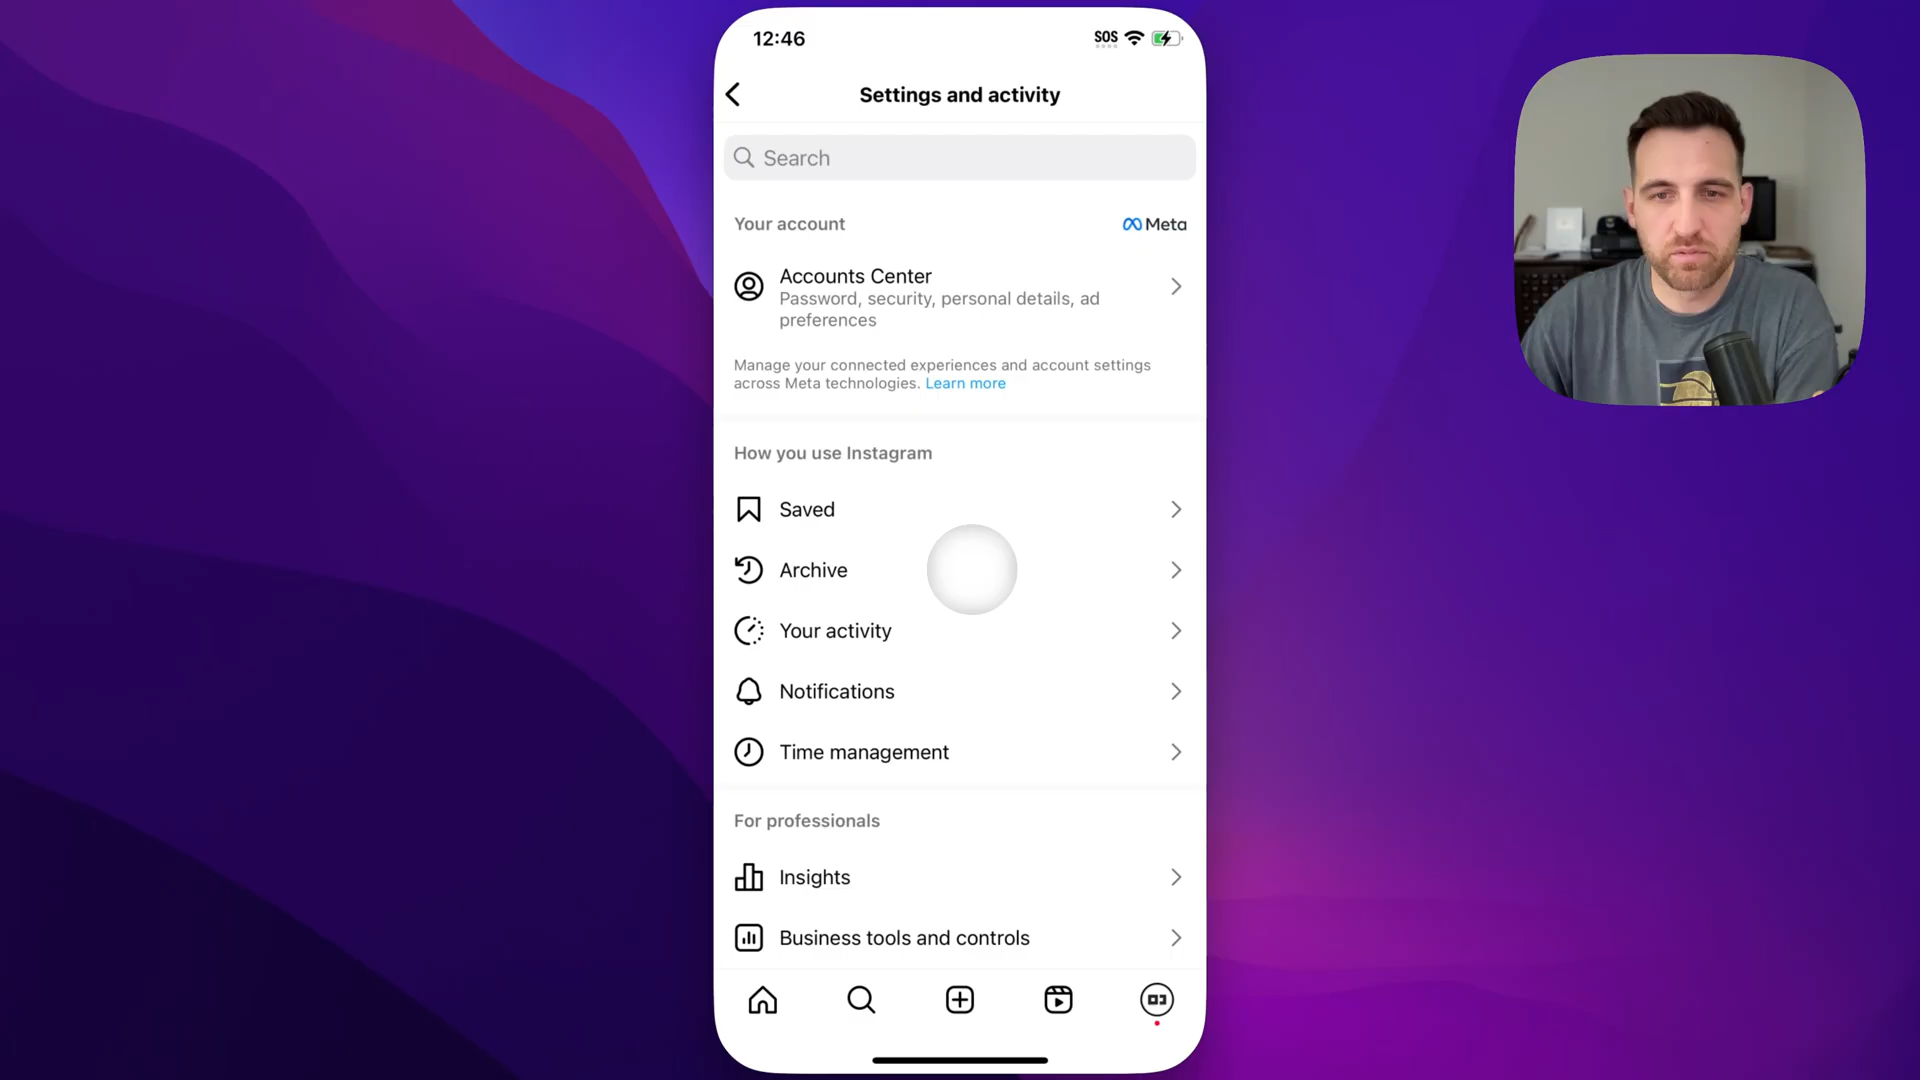 12:46
SOS
Settings and activity
Search
Your account
Meta
Accounts Center
Password, security, personal details, ad
preferences
Manage your connected experiences and account settings
across Meta technologies. Learn more
How you use Instagram
Saved
Archive
Your activity
Notifications
Time management
For professionals
Insights
Business tools and controls